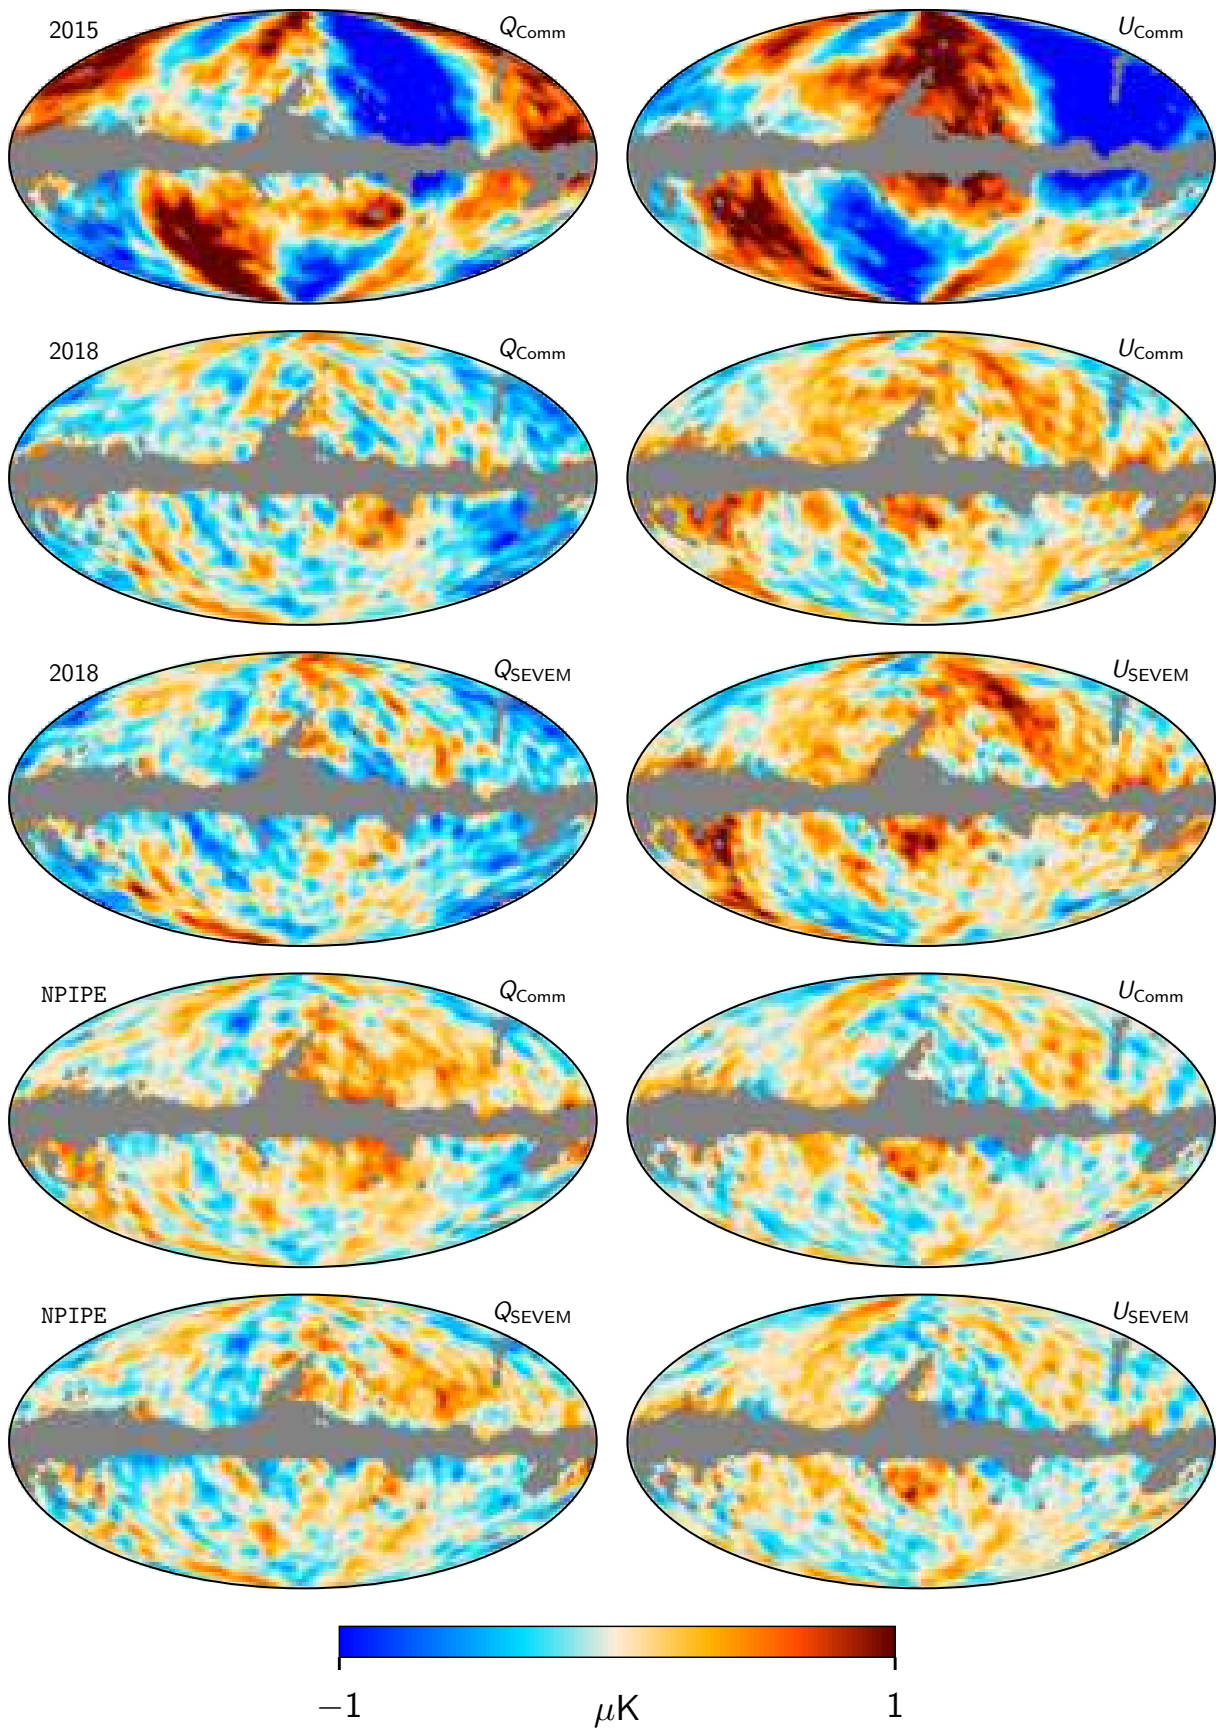 2015 Q_Comm U_Comm
2018 Q_Comm U_Comm
2018 Q_SEVEM U_SEVEM
NPIPE Q_Comm U_Comm
NPIPE Q_SEVEM U_SEVEM
−1 μK 1